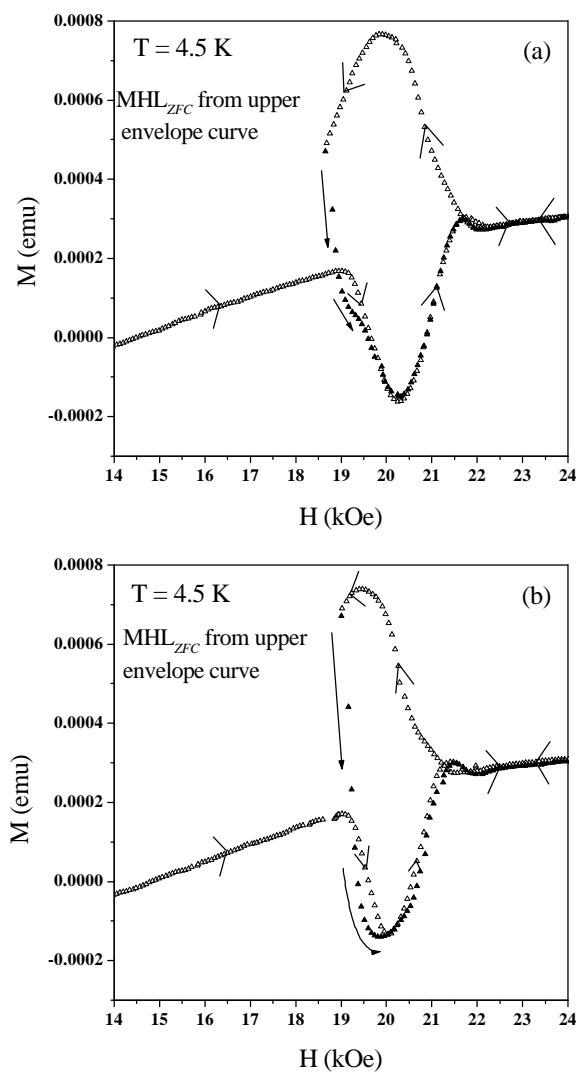 T = 4.5 K
(a)
MHL_ZFC from upper
envelope curve
0.0008
0.0006
0.0004
0.0002
0.0000
-0.0002
M (emu)
14 15 16 17 18 19 20 21 22 23 24
H (kOe)
T = 4.5 K
(b)
MHL_ZFC from upper
envelope curve
0.0008
0.0006
0.0004
0.0002
0.0000
-0.0002
M (emu)
14 15 16 17 18 19 20 21 22 23 24
H (kOe)